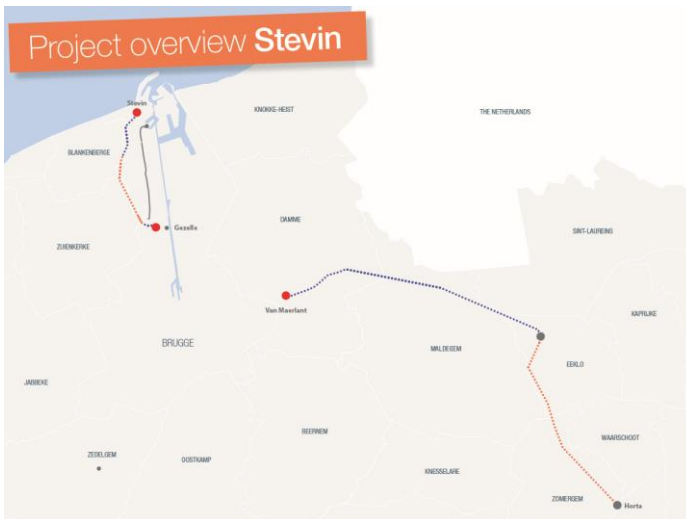 Project overview Stevin
Stevin
KNOKKE-HEIST
THE NETHERLANDS
BLANKENBERGE
DAMME
Gezelle
SINT-LAUREINS
ZUIENKERKE
Van Maerlant
KAPRIJKE
BRUGGE
MALDEGEM
EEKLO
JABBEKE
BEERNEM
WAARSCHOOT
ZEDELGEM
OOSTKAMP
KNESSELARE
ZOMERGEM
Horta